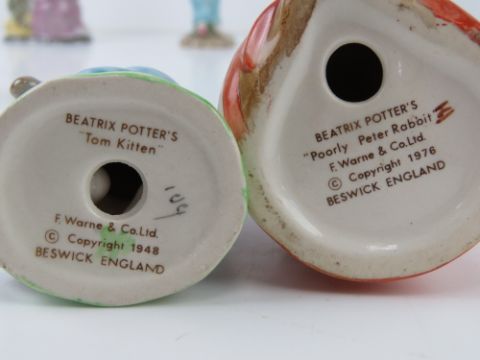 BEATRIX POTTER'S
"Tom Kitten"
F. Warne & Co.Ltd.
© Copyright 1948
BESWICK ENGLAND
BEATRIX POTTER'S
"Poorly Peter Rabbit"
F. Warne & Co.Ltd.
© Copyright 1976
BESWICK ENGLAND